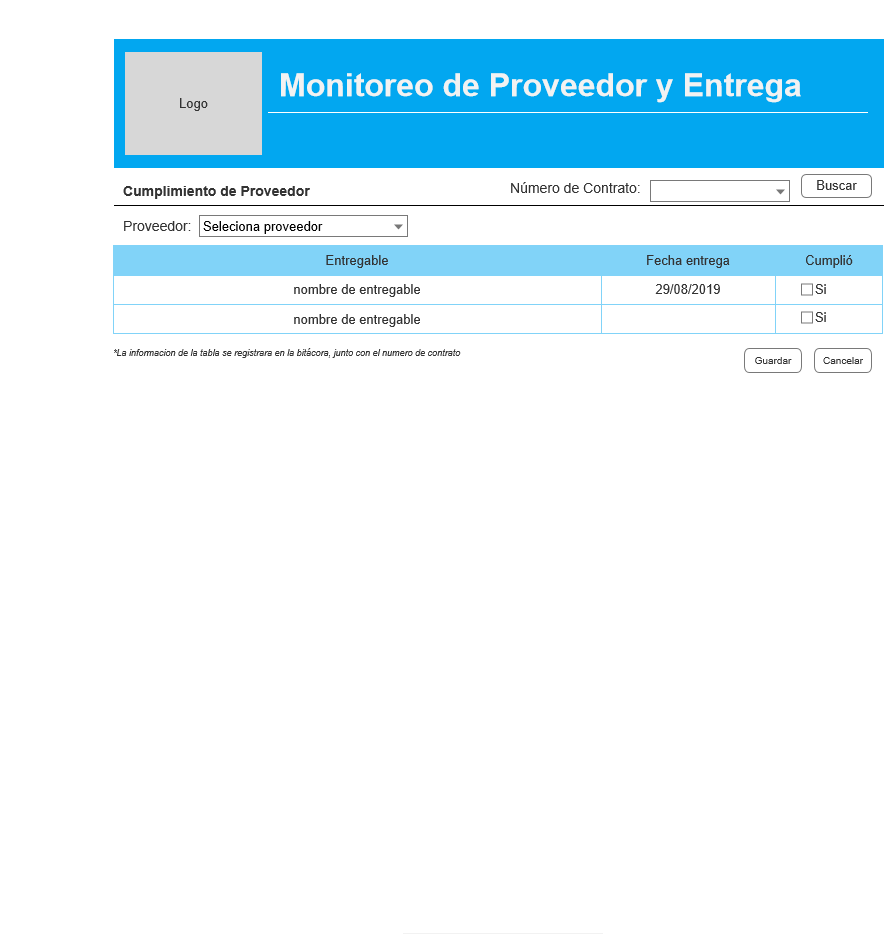 Logo
Monitoreo de Proveedor y Entrega
Cumplimiento de Proveedor
Número de Contrato:
Buscar
Proveedor: Seleciona proveedor
Entregable Fecha entrega Cumplió
nombre de entregable 29/08/2019 Si
nombre de entregable Si
*La informacion de la tabla se registrara en la bitácora, junto con el numero de contrato
Guardar Cancelar